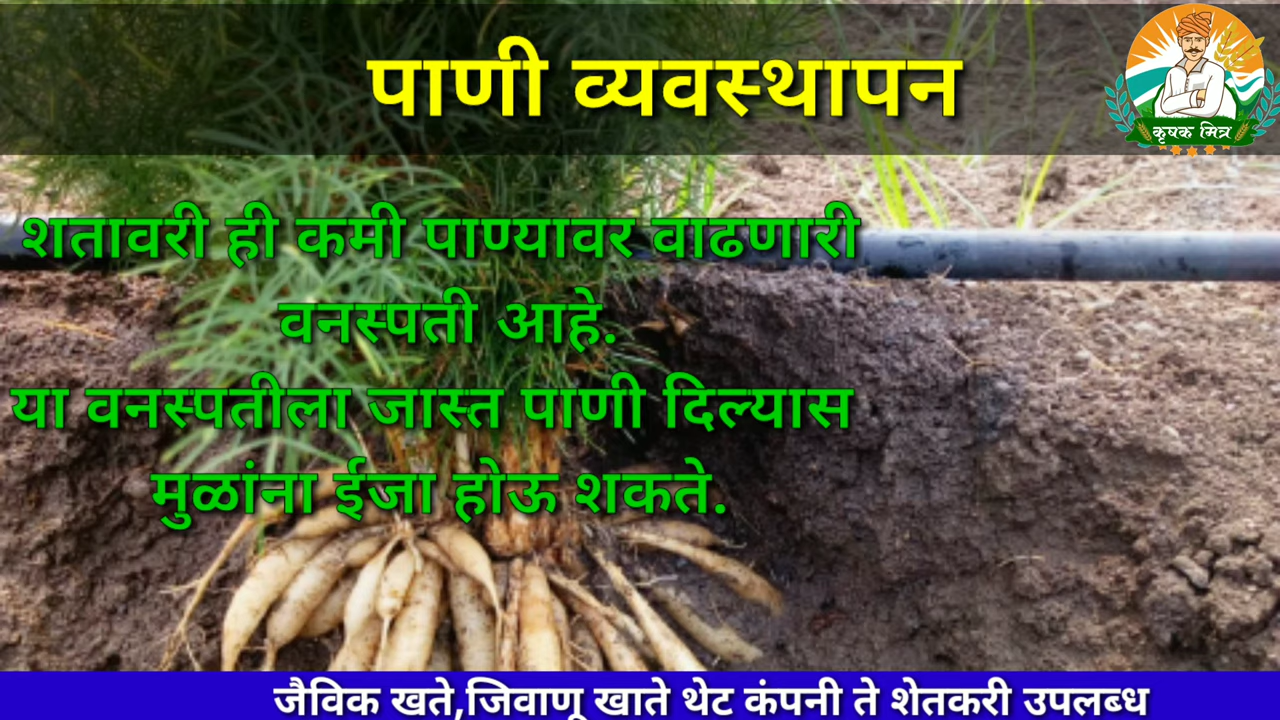 पाणी व्यवस्थापन
कृषक मित्र
शतावरी ही कमी पाण्यावर वाढणारी
वनस्पती आहे.
या वनस्पतीला जास्त पाणी दिल्यास
मुळांना ईजा होऊ शकते.
जैविक खते,जिवाणू खाते थेट कंपनी ते शेतकरी उपलब्ध